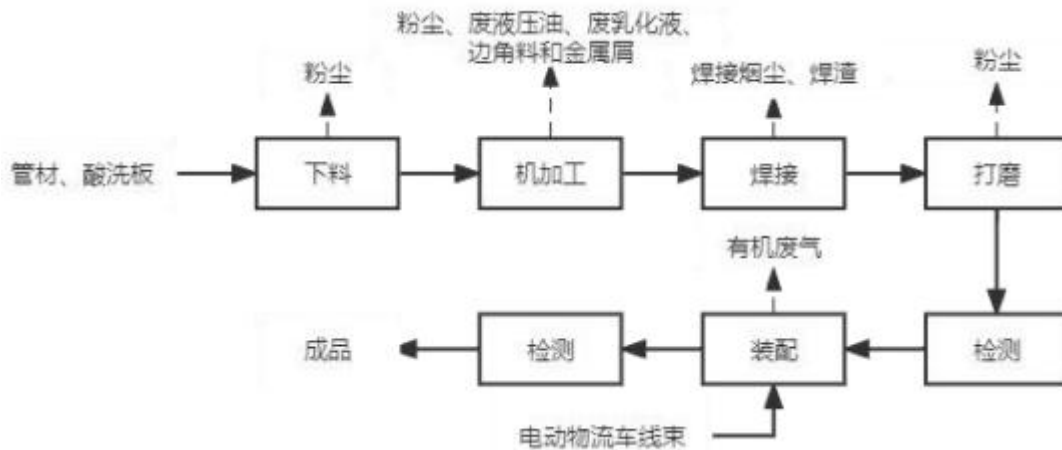 粉尘、废液压油、废乳化液、
边角料和金属屑
粉尘
焊接烟尘、焊渣
粉尘
管材、酸洗板
下料
机加工
焊接
打磨
有机废气
成品
检测
装配
检测
电动物流车线束